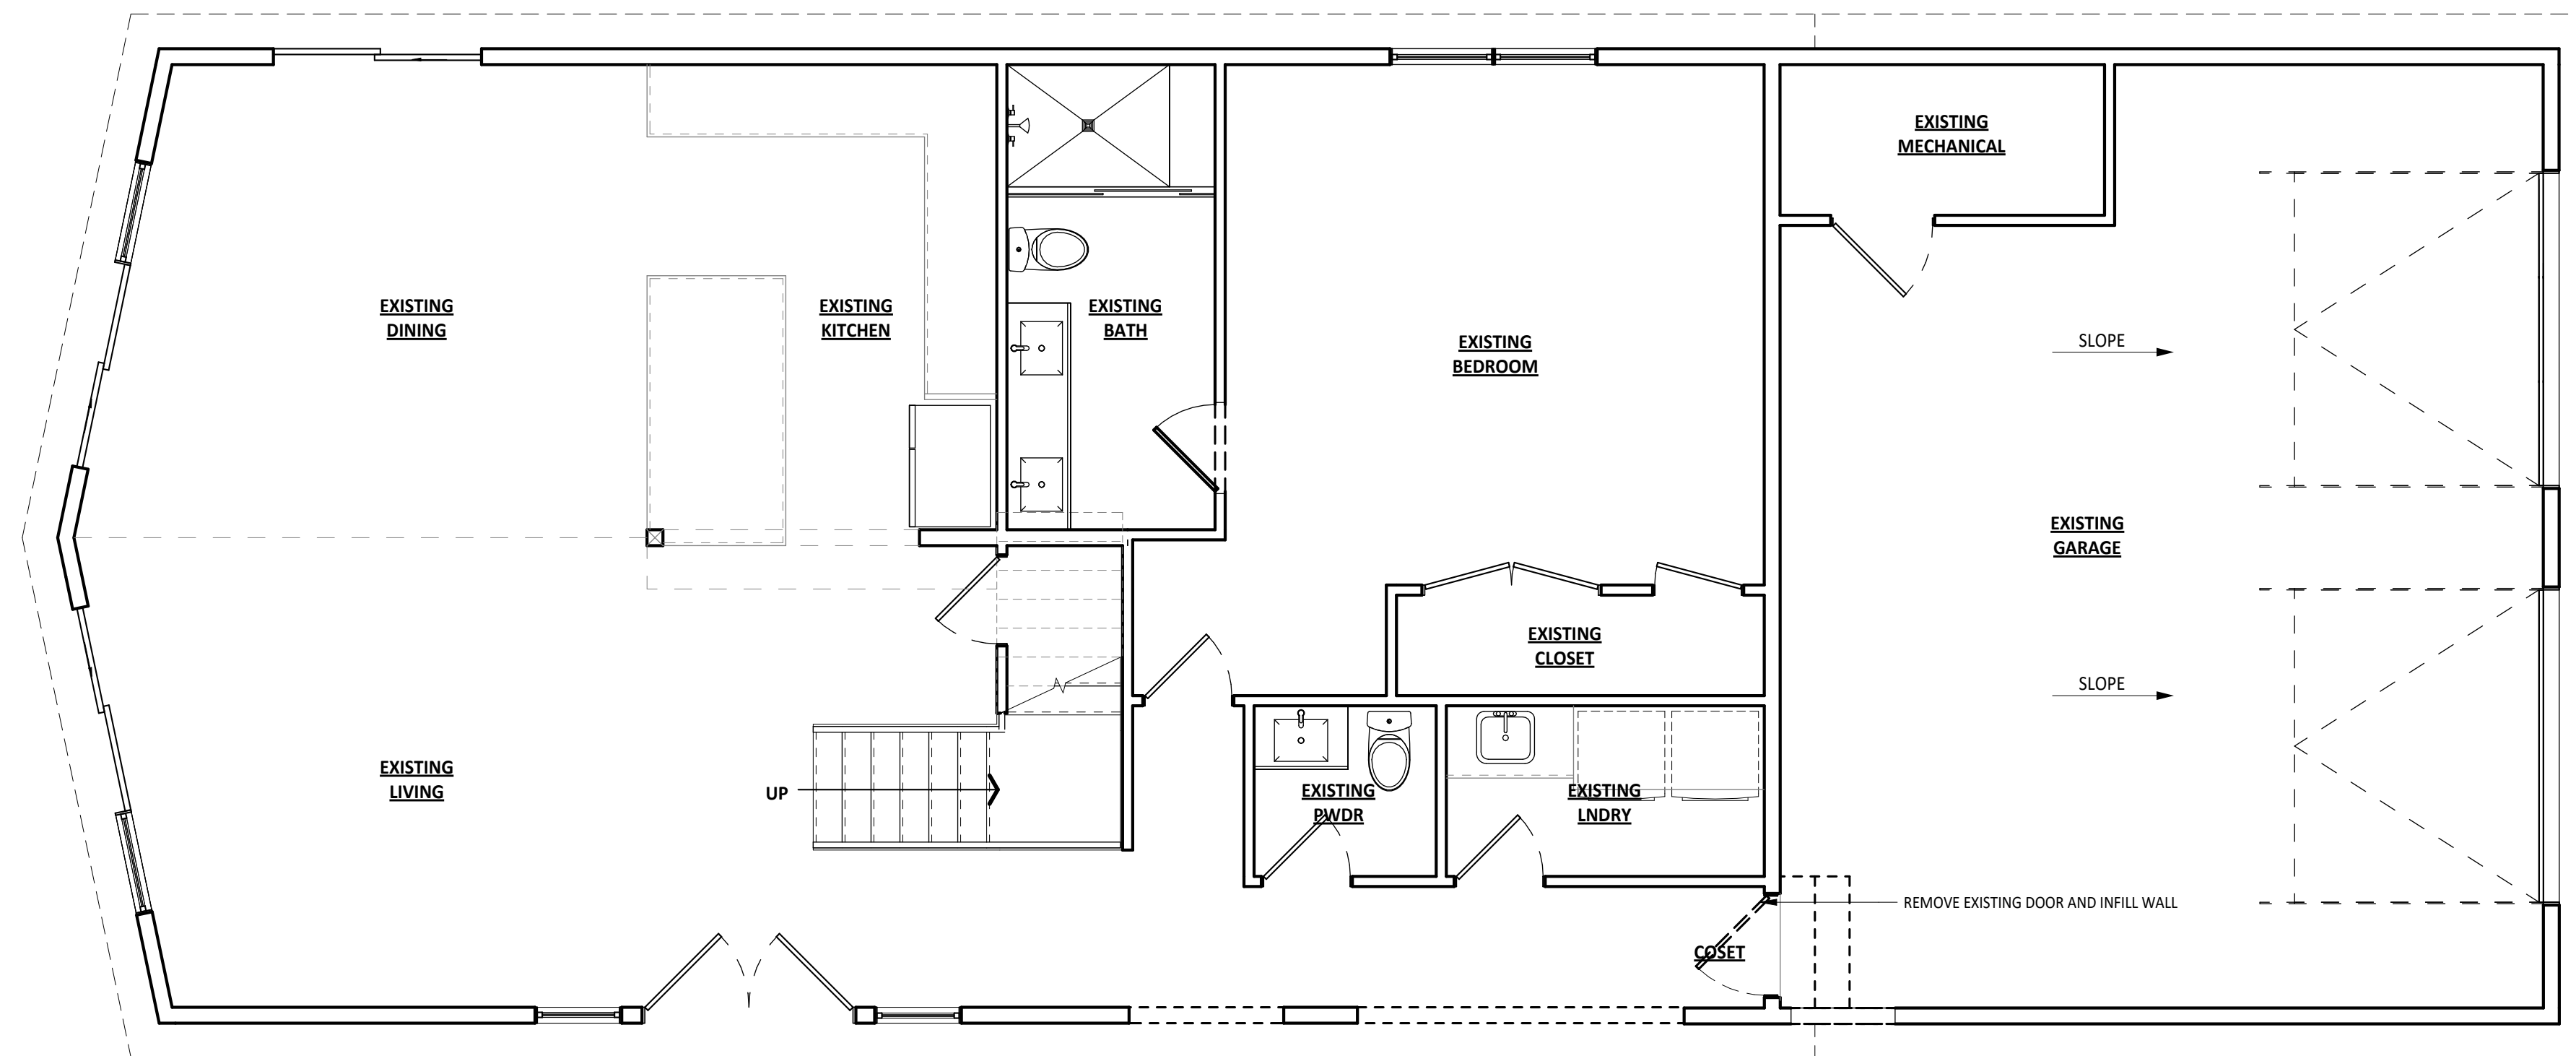 EXISTING
MECHANICAL
EXISTING
DINING
EXISTING
KITCHEN
EXISTING
BATH
EXISTING
BEDROOM
SLOPE
EXISTING
GARAGE
EXISTING
CLOSET
SLOPE
EXISTING
LIVING
UP
EXISTING
PWDR
EXISTING
LNDRY
REMOVE EXISTING DOOR AND INFILL WALL
COSET